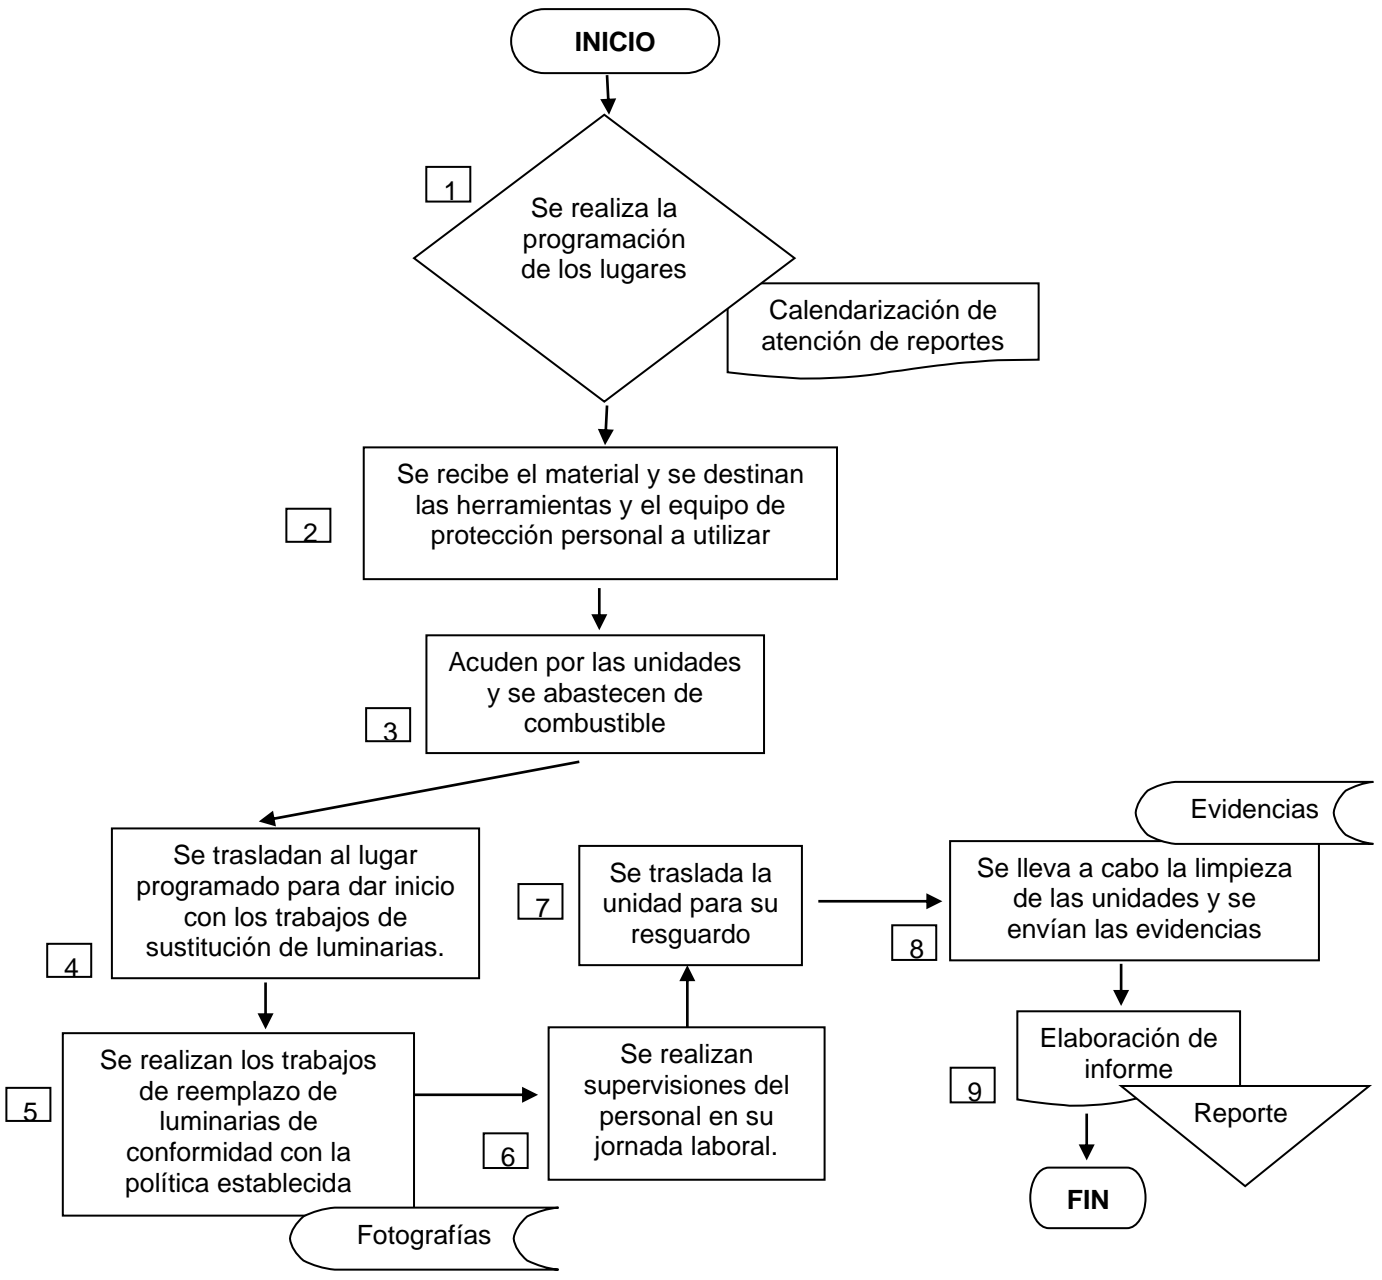 INICIO
1
Se realiza la
programación
de los lugares
Calendarización de
atención de reportes
Se recibe el material y se destinan
las herramientas y el equipo de
protección personal a utilizar
2
Acuden por las unidades
y se abastecen de
combustible
3
Se trasladan al lugar
programado para dar inicio
con los trabajos de
sustitución de luminarias.
4
Se realizan los trabajos
de reemplazo de
luminarias de
conformidad con la
política establecida
5
Fotografías
Se realizan
supervisiones del
personal en su
jornada laboral.
6
Se traslada la
unidad para su
resguardo
7
Evidencias
Se lleva a cabo la limpieza
de las unidades y se
envían las evidencias
8
Elaboración de
informe
9
Reporte
FIN